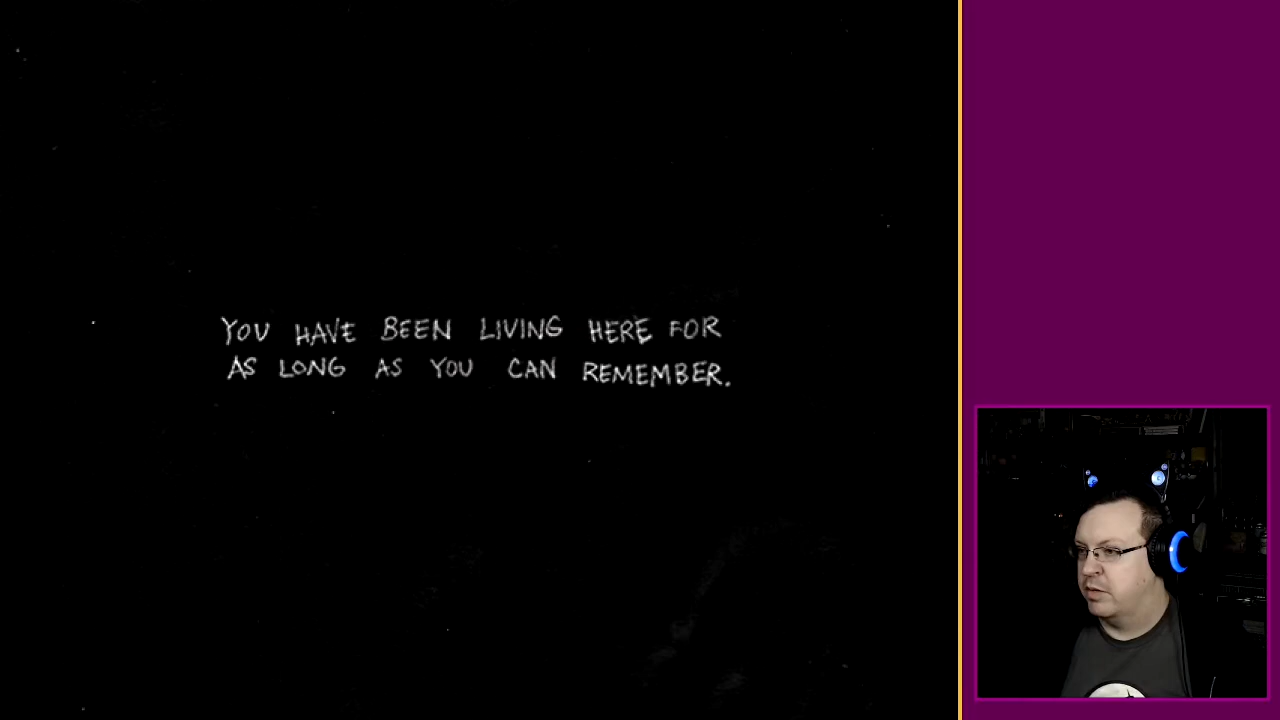 YOU HAVE BEEN LIVING HERE FOR
AS LONG AS YOU CAN REMEMBER.